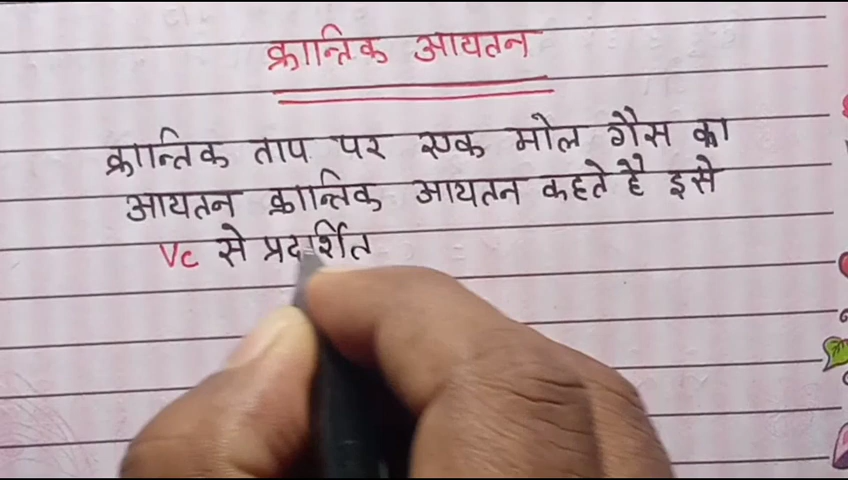 क्रान्तिक आयतन
क्रान्तिक ताप पर एक मोल गैस का
आयतन क्रान्तिक आयतन कहते है इसे
Vc से प्रदर्शित